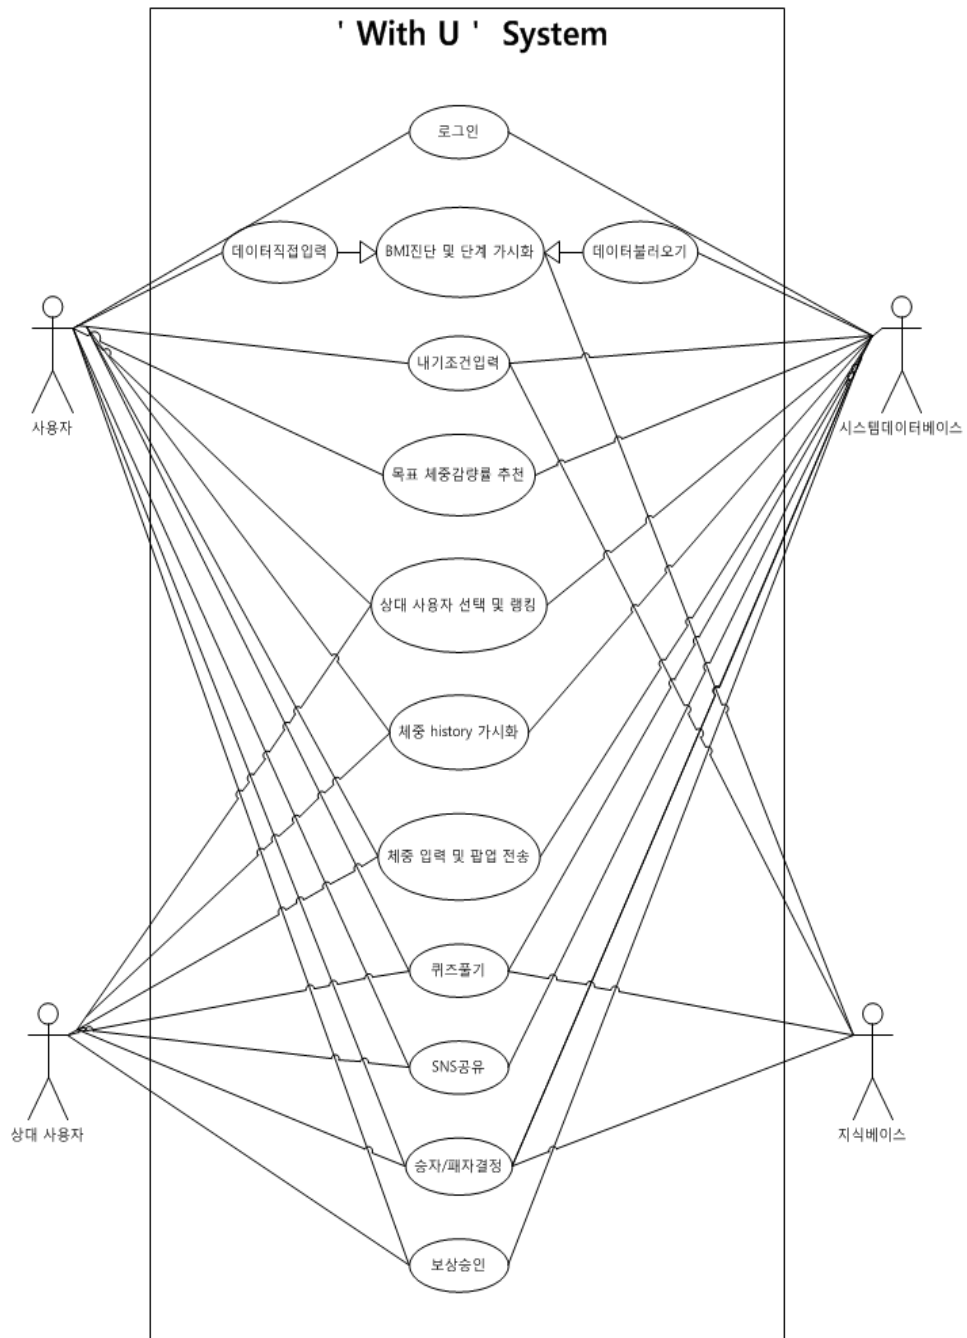 ' With U ' System
로그인
데이터직접입력
BMI진단 및 단계 가시화
데이터불러오기
내기조건입력
사용자
시스템데이터베이스
목표 체중감량률 추천
상대 사용자 선택 및 랭킹
체중 history 가시화
체중 입력 및 팝업 전송
퀴즈풀기
SNS공유
상대 사용자
지식베이스
승자/패자결정
보상승인